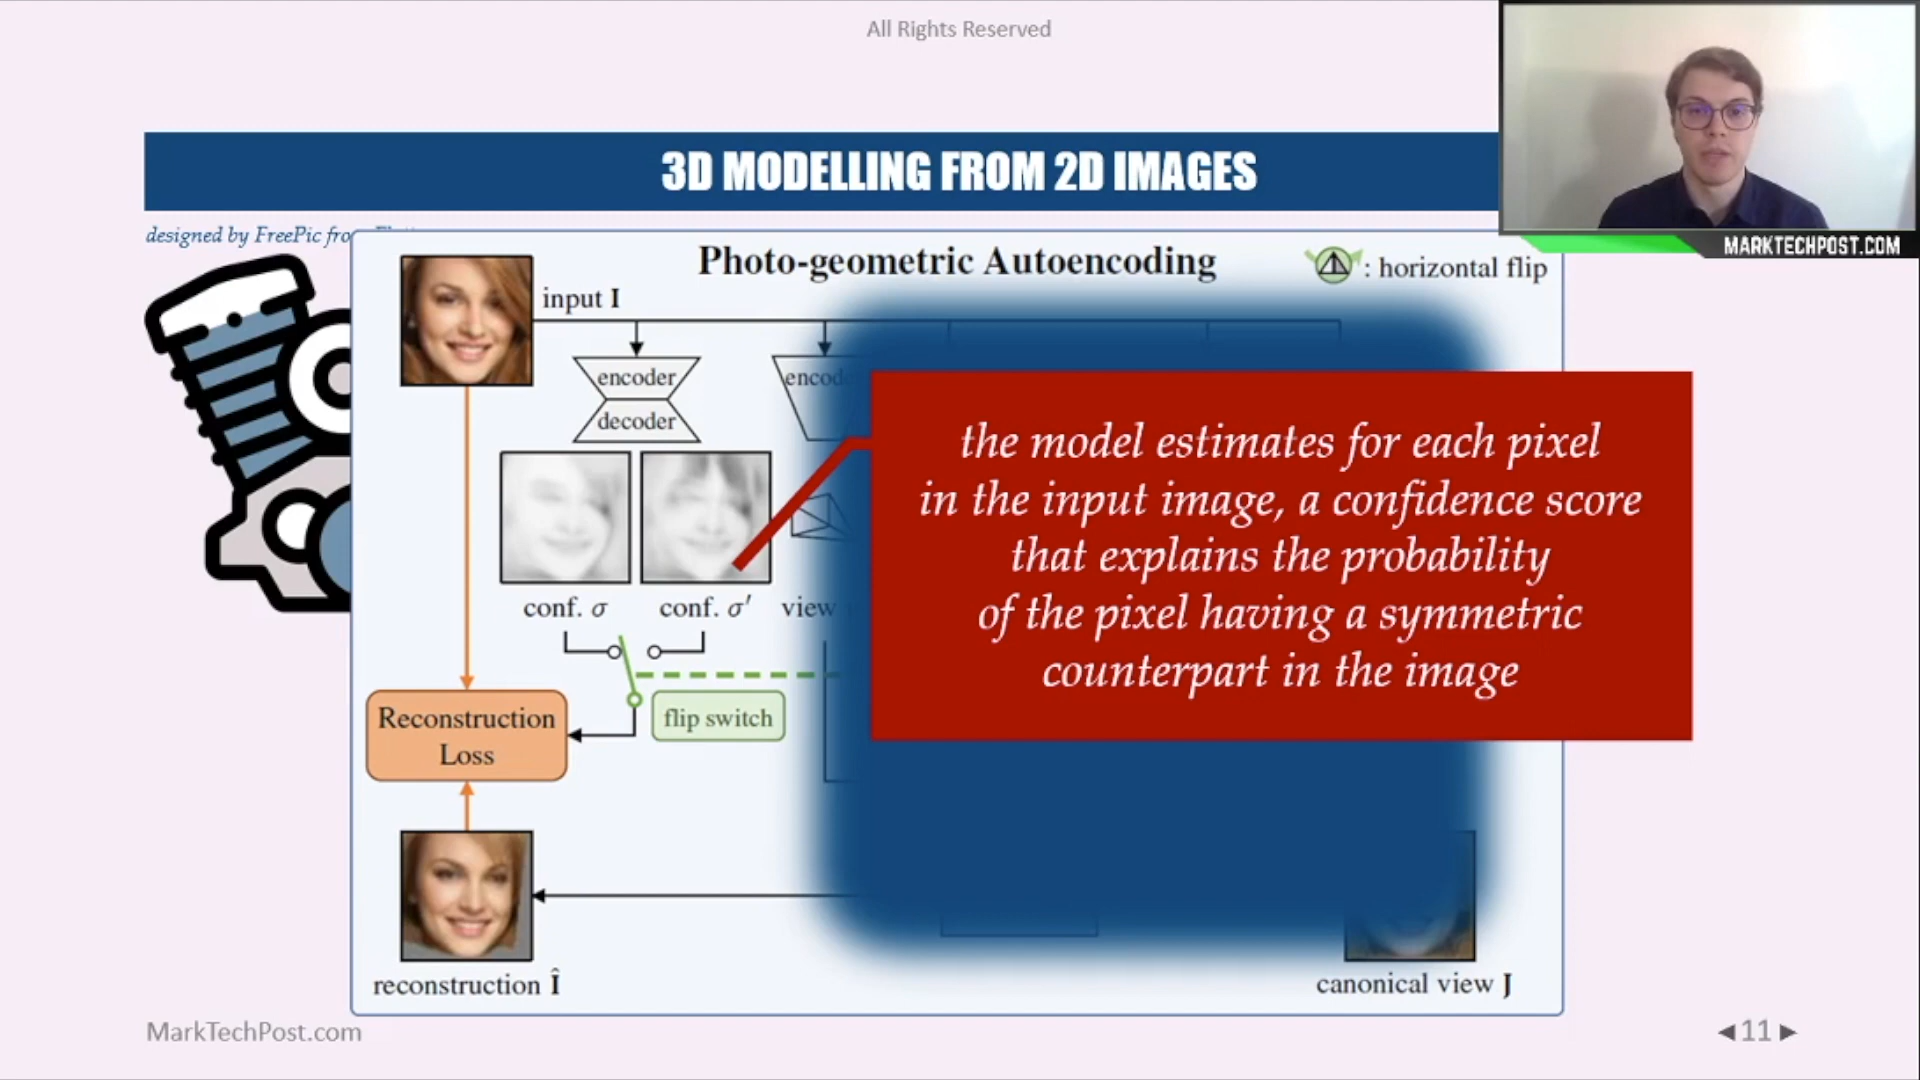 All Rights Reserved
3D MODELLING FROM 2D IMAGES
MARKTECHPOST.COM
designed by FreePic
Photo-geometric Autoencoding
: horizontal flip
input I
encoder
decoder
conf. σ
conf. σ′
view
flip switch
Reconstruction
Loss
the model estimates for each pixel
in the input image, a confidence score
that explains the probability
of the pixel having a symmetric
counterpart in the image
reconstruction Î
canonical view J
MarkTechPost.com
11